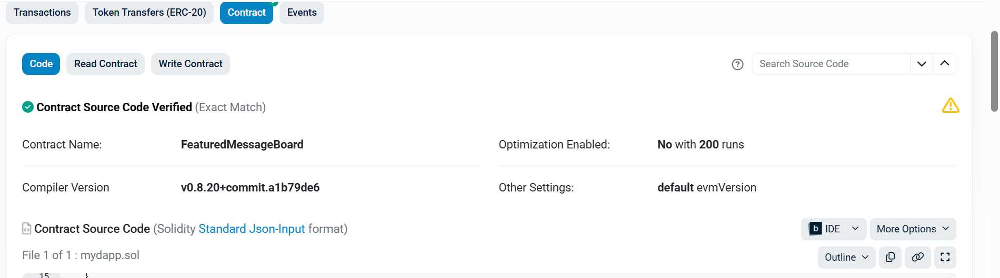 Transactions Token Transfers (ERC-20) Contract Events
Code Read Contract Write Contract ? Search Source Code
Contract Source Code Verified (Exact Match)
Contract Name: FeaturedMessageBoard Optimization Enabled: No with 200 runs
Compiler Version v0.8.20+commit.a1b79de6 Other Settings: default evmVersion
Contract Source Code (Solidity Standard Json-Input format) b IDE More Options
File 1 of 1 : mydapp.sol Outline
15 }